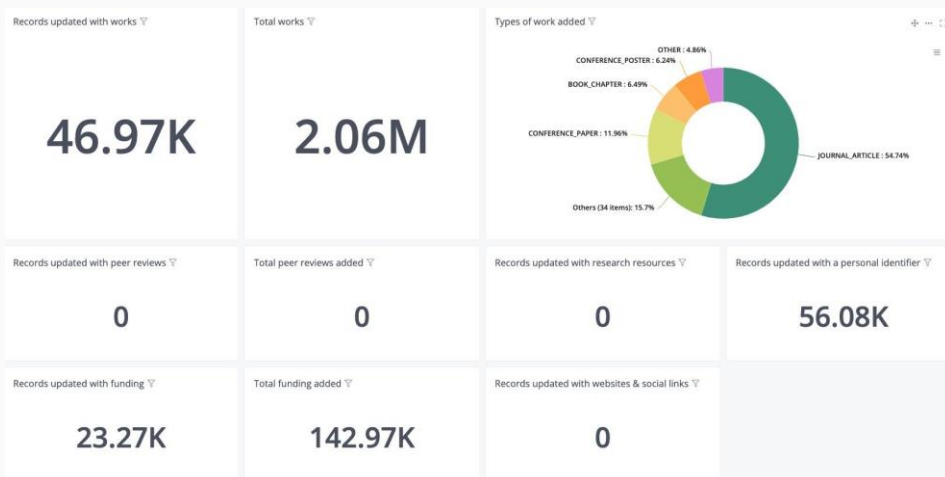 Records updated with works
Total works
Types of work added
46.97K
2.06M
OTHER : 4.86%
CONFERENCE_POSTER : 6.24%
BOOK_CHAPTER : 6.49%
CONFERENCE_PAPER : 11.96%
JOURNAL_ARTICLE : 54.74%
Others (34 items): 15.7%
Records updated with peer reviews
Total peer reviews added
Records updated with research resources
Records updated with a personal identifier
0
0
0
56.08K
Records updated with funding
Total funding added
Records updated with websites & social links
23.27K
142.97K
0